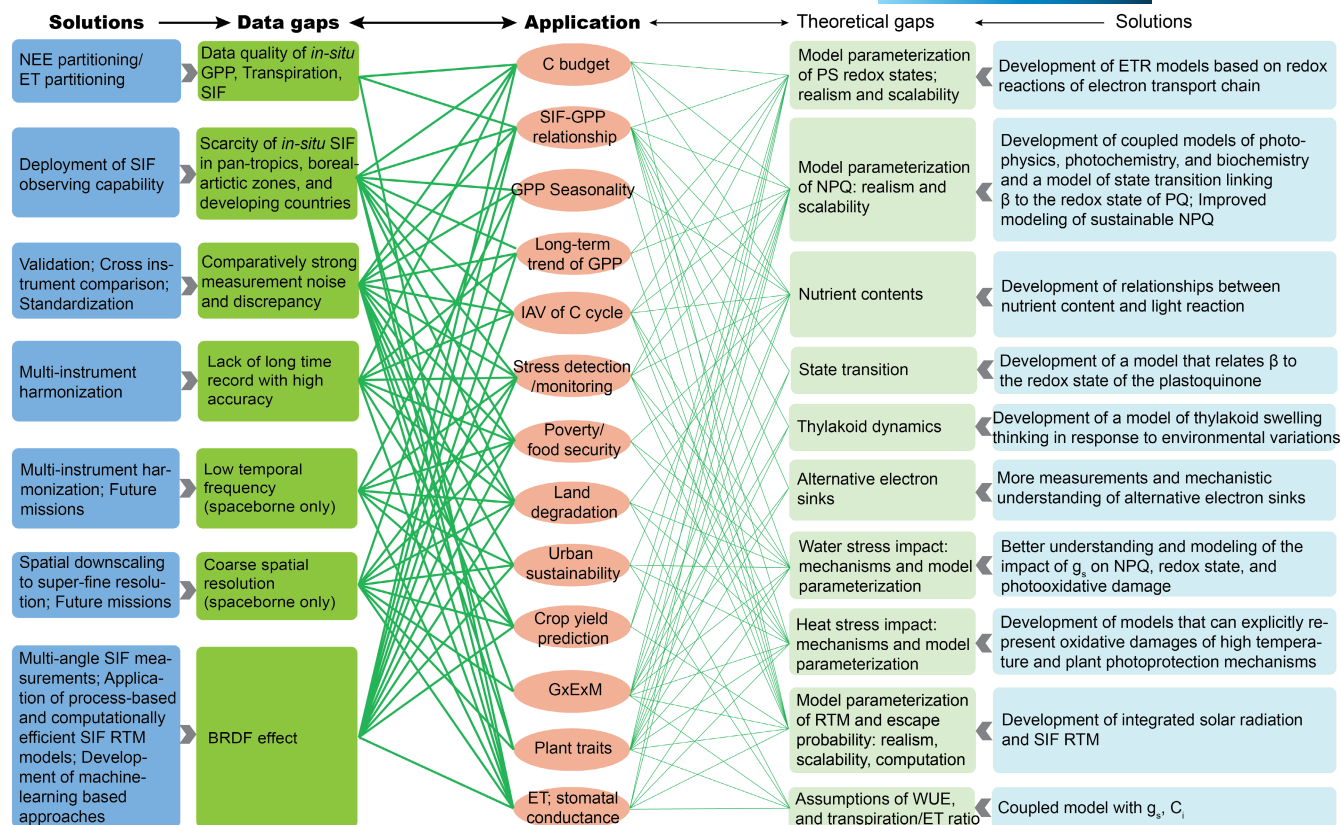 Solutions
Data gaps
Application
Theoretical gaps
Solutions
NEE partitioning/
ET partitioning
Data quality of in-situ
GPP, Transpiration,
SIF
C budget
Model parameterization
of PS redox states;
realism and scalability
Development of ETR models based on redox
reactions of electron transport chain
SIF-GPP
relationship
Deployment of SIF
observing capability
Scarcity of in-situ SIF
in pan-tropics, boreal-
artictic zones, and
developing countries
GPP Seasonality
Model parameterization
of NPQ: realism and
scalability
Development of coupled models of photo-
physics, photochemistry, and biochemistry
and a model of state transition linking
β to the redox state of PQ; Improved
modeling of sustainable NPQ
Long-term
trend of GPP
Validation; Cross ins-
trument comparison;
Standardization
Comparatively strong
measurement noise
and discrepancy
IAV of C cycle
Nutrient contents
Development of relationships between
nutrient content and light reaction
Multi-instrument
harmonization
Lack of long time
record with high
accuracy
Stress detection
/monitoring
State transition
Development of a model that relates β to
the redox state of the plastoquinone
Poverty/
food security
Thylakoid dynamics
Development of a model of thylakoid swelling
thinking in response to environmental variations
Multi-instrument har-
monization; Future
missions
Low temporal
frequency
(spaceborne only)
Land
degradation
Alternative electron
sinks
More measurements and mechanistic
understanding of alternative electron sinks
Spatial downscaling
to super-fine resolu-
tion; Future missions
Coarse spatial
resolution
(spaceborne only)
Urban
sustainability
Water stress impact:
mechanisms and model
parameterization
Better understanding and modeling of the
impact of gs on NPQ, redox state, and
photooxidative damage
Crop yield
prediction
Heat stress impact:
mechanisms and model
parameterization
Development of models that can explicitly re-
present oxidative damages of high tempera-
ture and plant photoprotection mechanisms
Multi-angle SIF mea-
surements; Applica-
tion of process-based
and computationally
efficient SIF RTM
models; Develop-
ment of machine-
learning based
approaches
BRDF effect
GxExM
Plant traits
Model parameterization
of RTM and escape
probability: realism,
scalability, computation
Development of integrated solar radiation
and SIF RTM
ET; stomatal
conductance
Assumptions of WUE,
and transpiration/ET ratio
Coupled model with gs, Ci